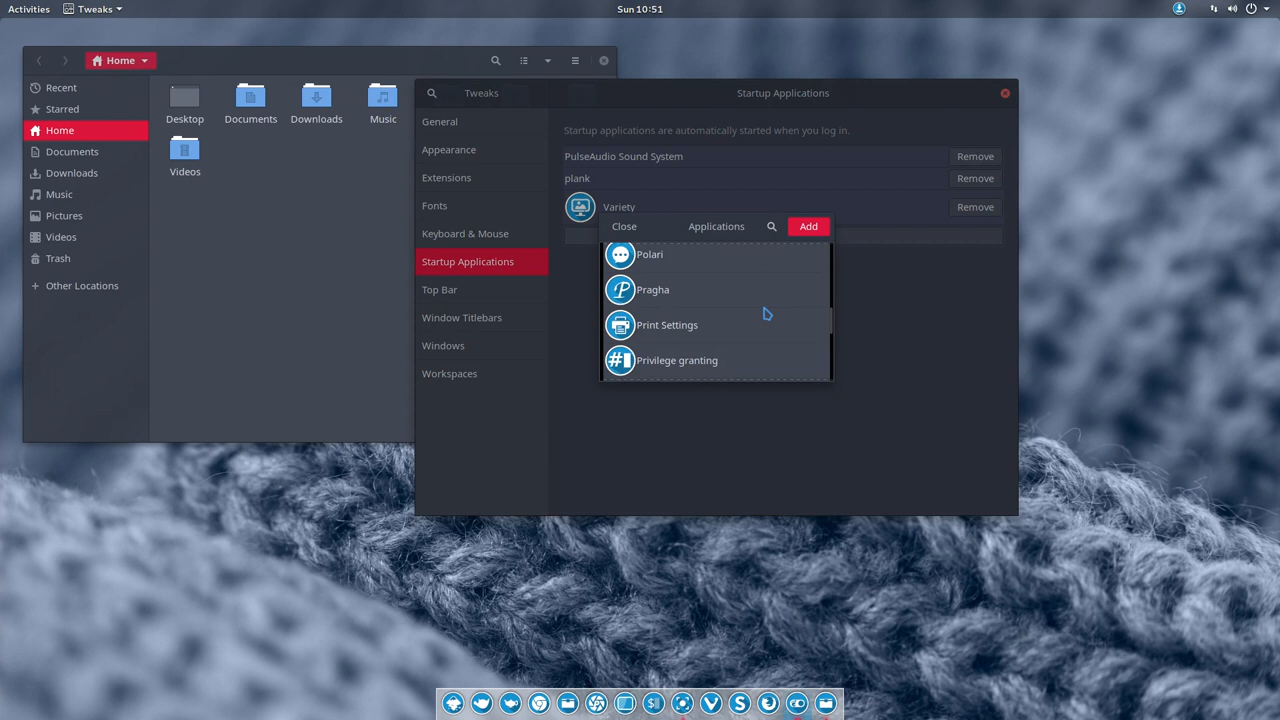 Activities
Tweaks
Sun 10:51
Home
Recent
Starred
Home
Documents
Downloads
Music
Pictures
Videos
Trash
Other Locations
Desktop
Documents
Downloads
Music
Videos
Tweaks
Startup Applications
General
Appearance
Extensions
Fonts
Keyboard & Mouse
Startup Applications
Top Bar
Window Titlebars
Windows
Workspaces
Startup applications are automatically started when you log in.
PulseAudio Sound System
Remove
plank
Remove
Variety
Remove
Close
Applications
Add
Polari
Pragha
Print Settings
Privilege granting